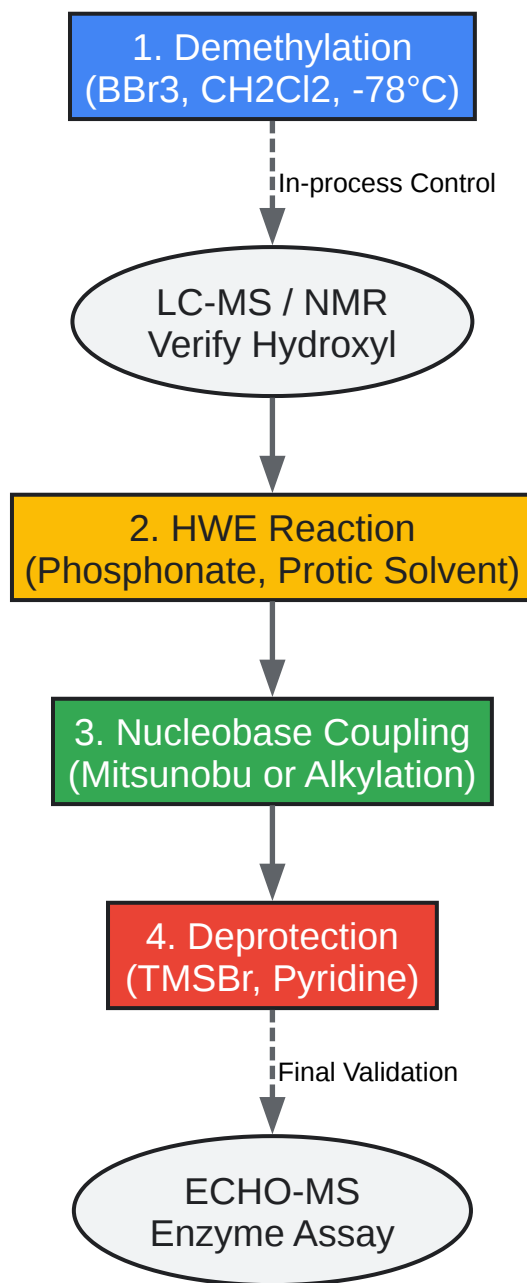 1. Demethylation
(BBr3, CH2Cl2, -78°C)
In-process Control
LC-MS / NMR
Verify Hydroxyl
2. HWE Reaction
(Phosphonate, Protic Solvent)
3. Nucleobase Coupling
(Mitsunobu or Alkylation)
4. Deprotection
(TMSBr, Pyridine)
Final Validation
ECHO-MS
Enzyme Assay